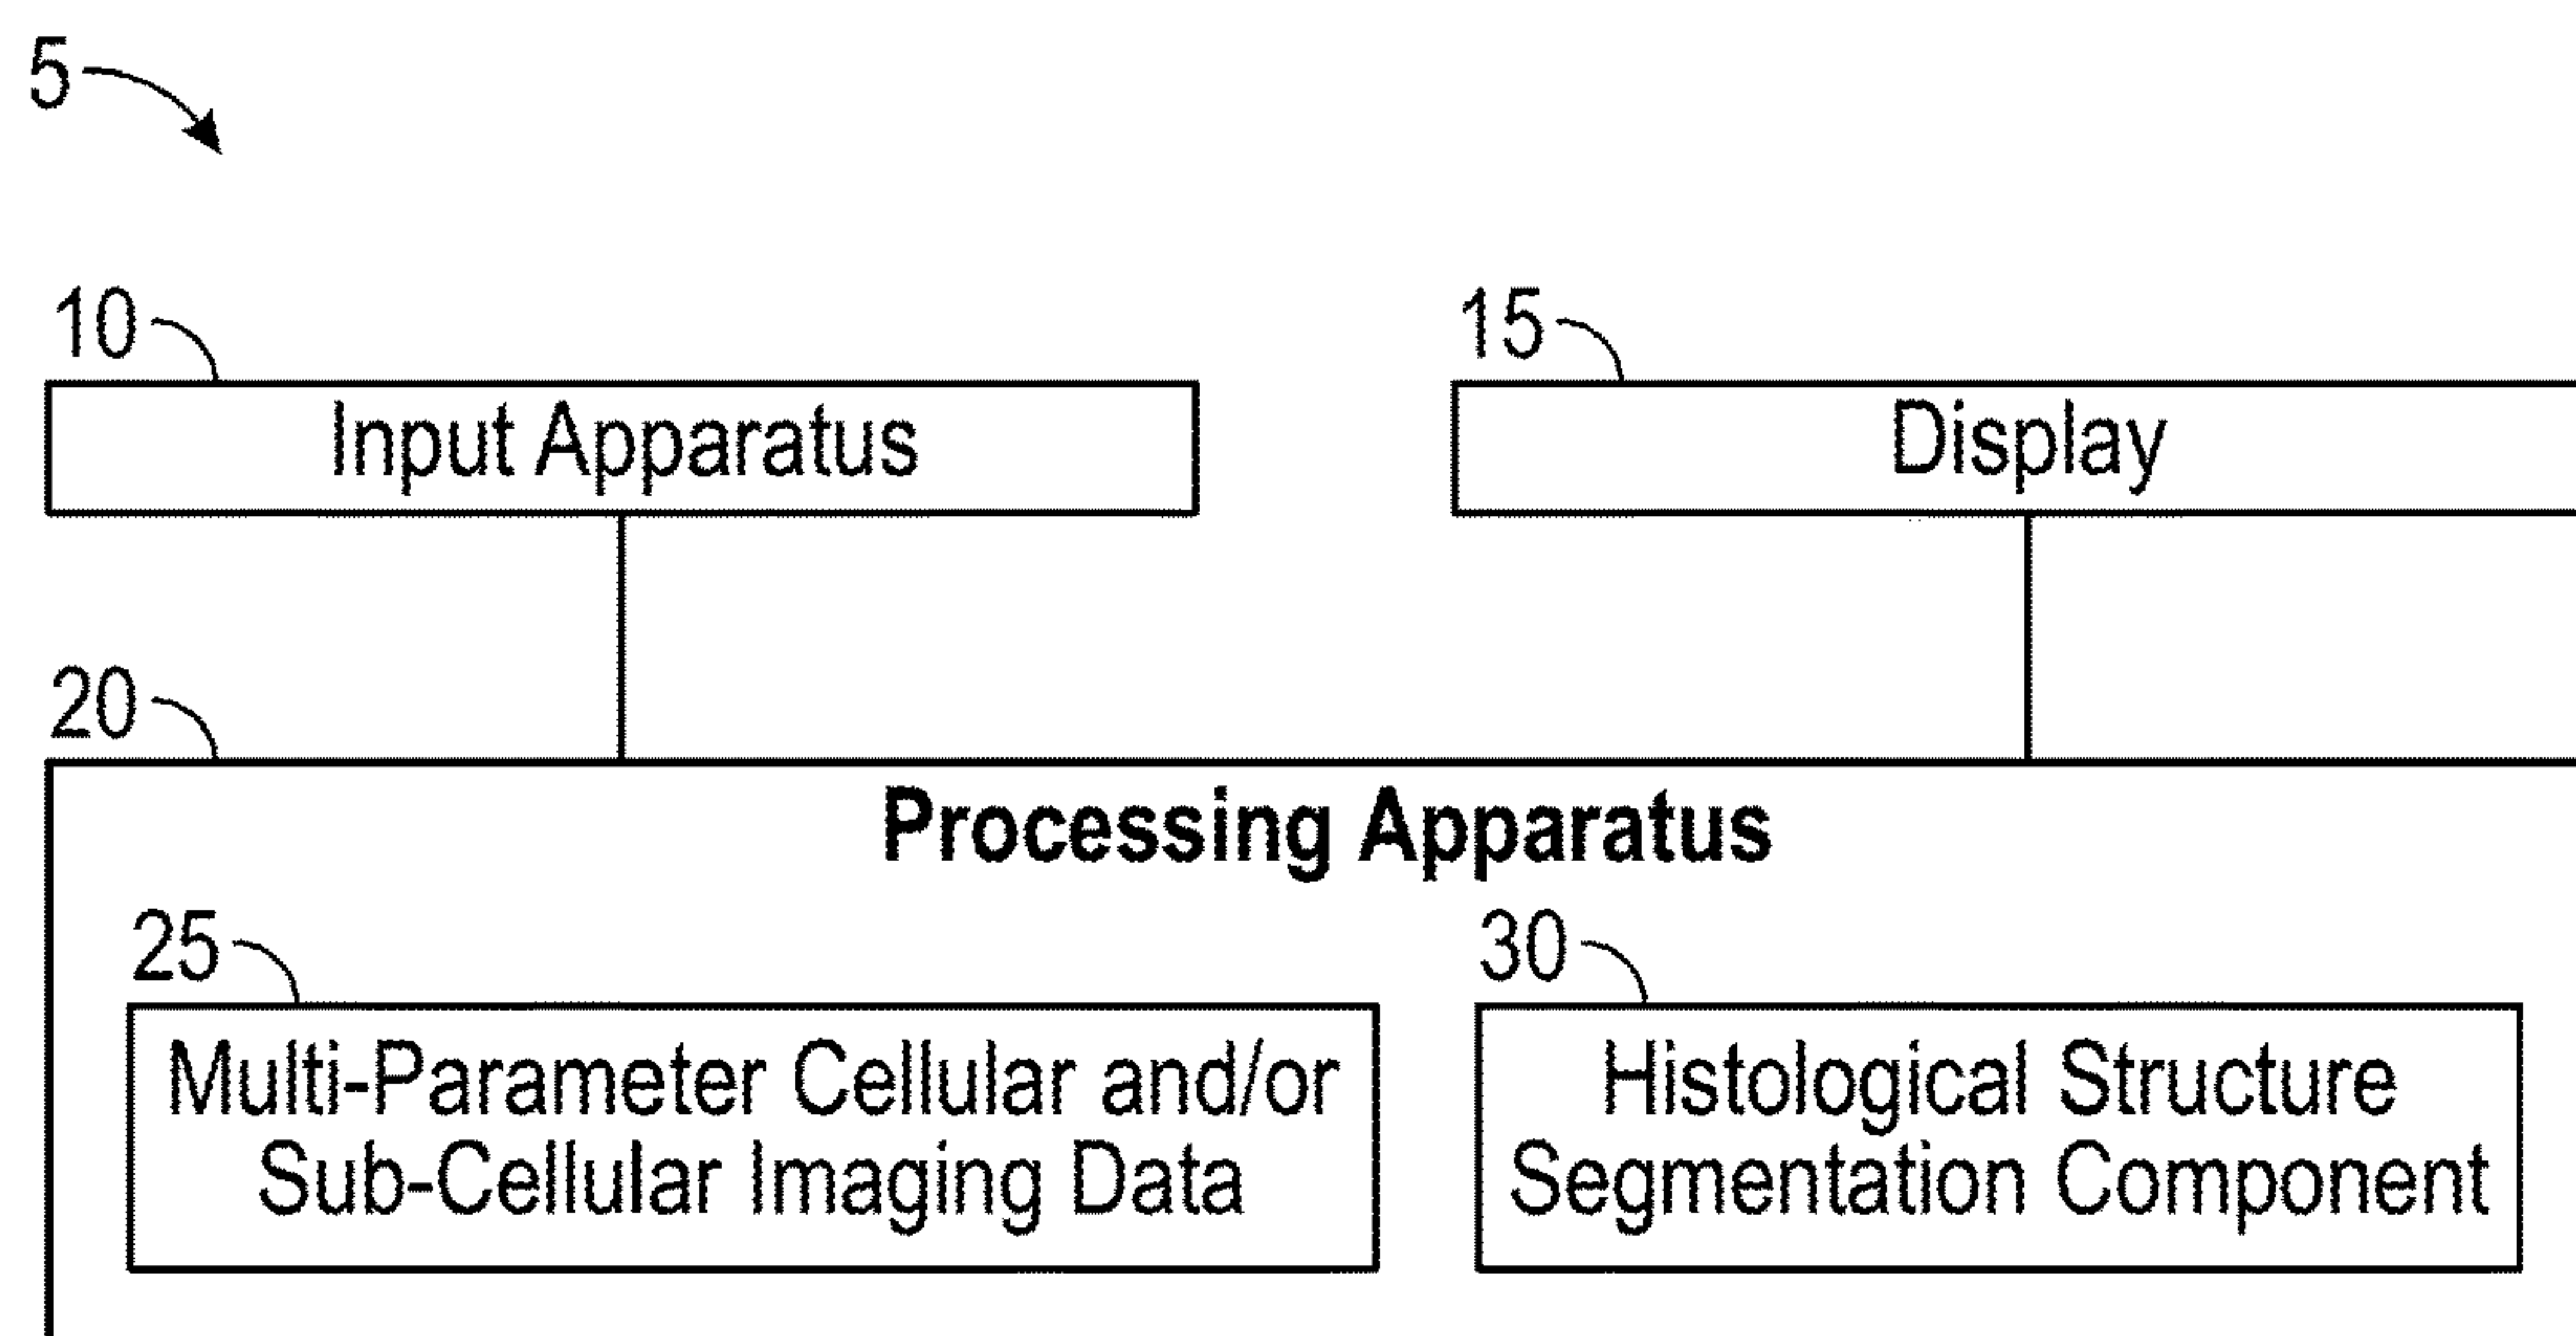 5
10
Input Apparatus
15
Display
20
Processing Apparatus
25
Multi-Parameter Cellular and/or
Sub-Cellular Imaging Data
30
Histological Structure
Segmentation Component